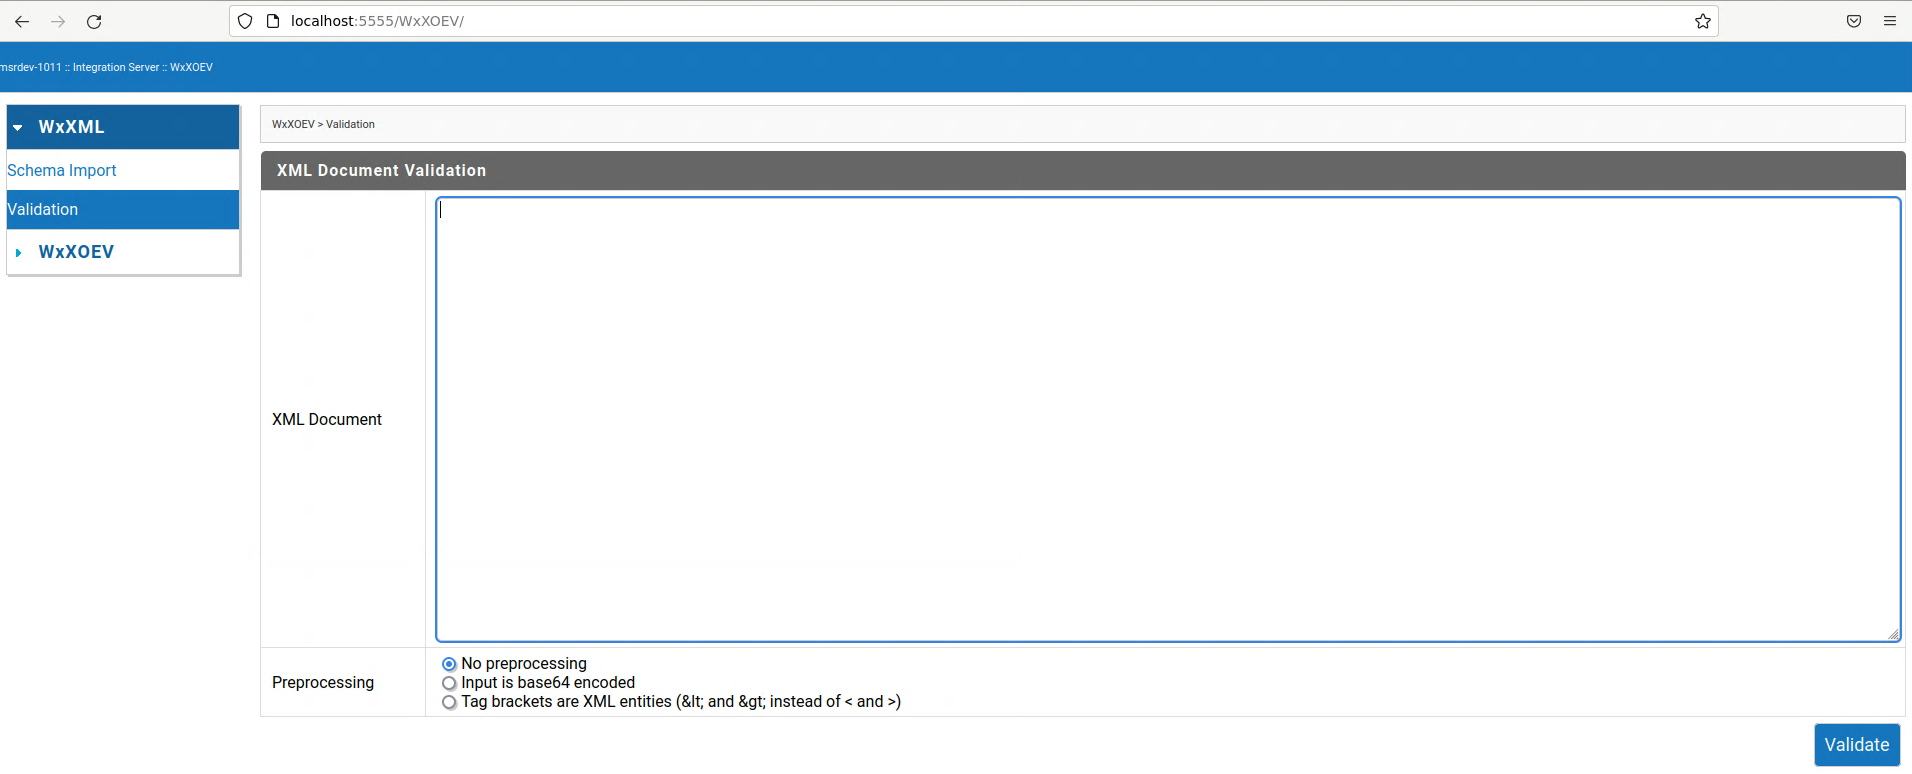 localhost:5555/WxXOEV/
msrdev-1011 :: Integration Server :: WxXOEV
WxXML
Schema Import
Validation
WxXOEV
WxXOEV > Validation
XML Document Validation
XML Document
Preprocessing
No preprocessing
Input is base64 encoded
Tag brackets are XML entities (&lt; and &gt; instead of < and >)
Validate